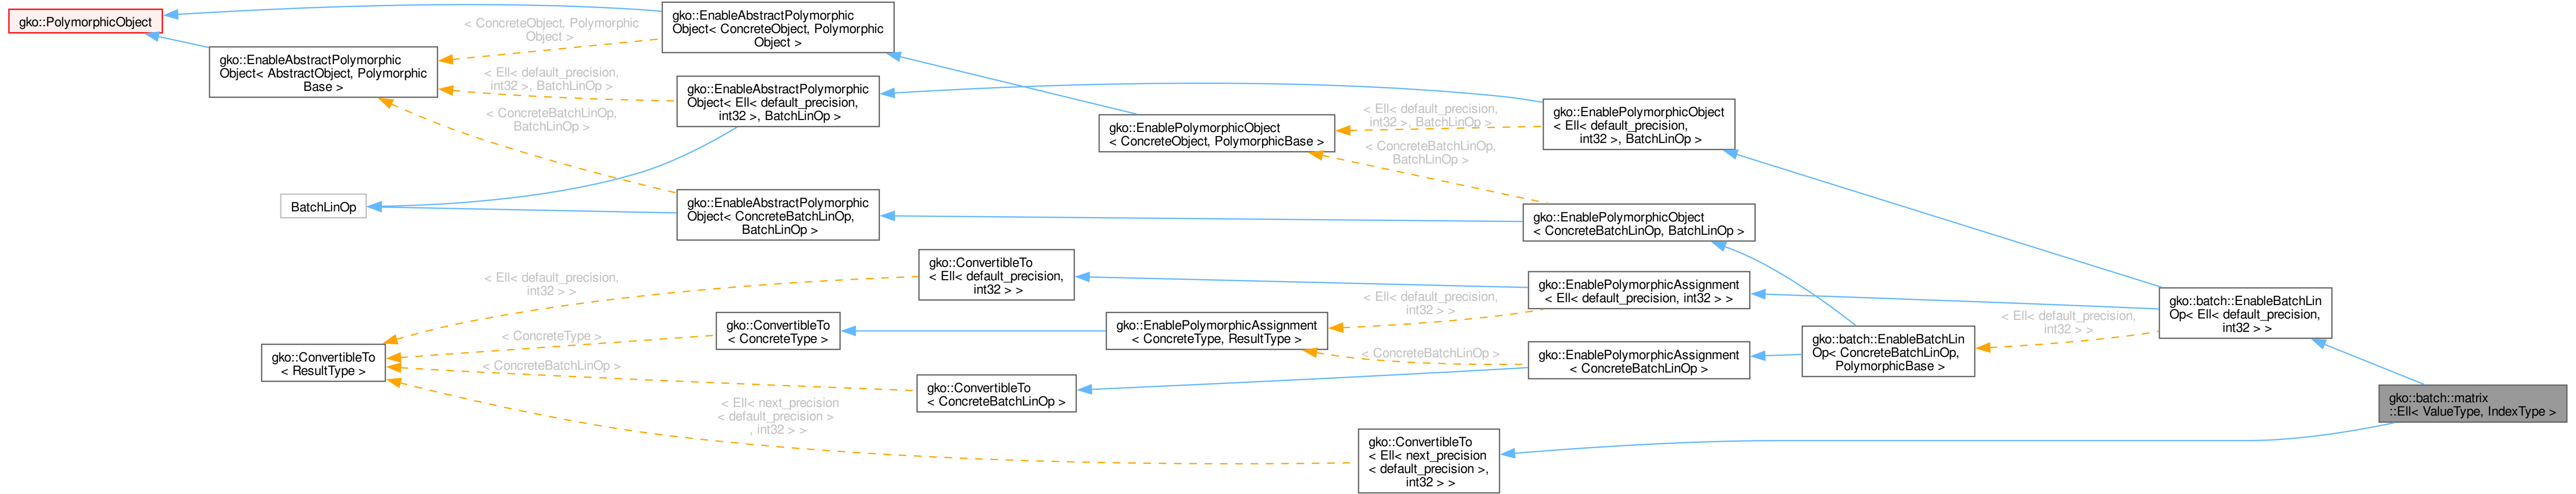 gko::PolymorphicObject
gko::EnableAbstractPolymorphic
Object< AbstractObject, Polymorphic
Base >
BatchLinOp
gko::ConvertibleTo
< ResultType >
< ConcreteObject, Polymorphic
Object >
< Ell< default_precision,
int32 >, BatchLinOp >
< ConcreteBatchLinOp,
BatchLinOp >
< Ell< default_precision,
int32 > >
< ConcreteType >
< ConcreteBatchLinOp >
< Ell< next_precision
< default_precision >
, int32 > >
gko::EnableAbstractPolymorphic
Object< ConcreteObject, Polymorphic
Object >
gko::EnableAbstractPolymorphic
Object< Ell< default_precision,
int32 >, BatchLinOp >
gko::EnableAbstractPolymorphic
Object< ConcreteBatchLinOp,
BatchLinOp >
gko::ConvertibleTo
< Ell< default_precision,
int32 > >
gko::ConvertibleTo
< ConcreteType >
gko::ConvertibleTo
< ConcreteBatchLinOp >
gko::EnablePolymorphicObject
< ConcreteObject, PolymorphicBase >
gko::EnablePolymorphicAssignment
< ConcreteType, ResultType >
gko::ConvertibleTo
< Ell< next_precision
< default_precision >,
int32 > >
< Ell< default_precision,
int32 >, BatchLinOp >
< ConcreteBatchLinOp,
BatchLinOp >
< Ell< default_precision,
int32 > >
< ConcreteBatchLinOp >
gko::EnablePolymorphicObject
< Ell< default_precision,
int32 >, BatchLinOp >
gko::EnablePolymorphicObject
< ConcreteBatchLinOp, BatchLinOp >
gko::EnablePolymorphicAssignment
< Ell< default_precision, int32 > >
gko::EnablePolymorphicAssignment
< ConcreteBatchLinOp >
gko::batch::EnableBatchLin
Op< ConcreteBatchLinOp,
PolymorphicBase >
< Ell< default_precision,
int32 > >
gko::batch::EnableBatchLin
Op< Ell< default_precision,
int32 > >
gko::batch::matrix
::Ell< ValueType, IndexType >